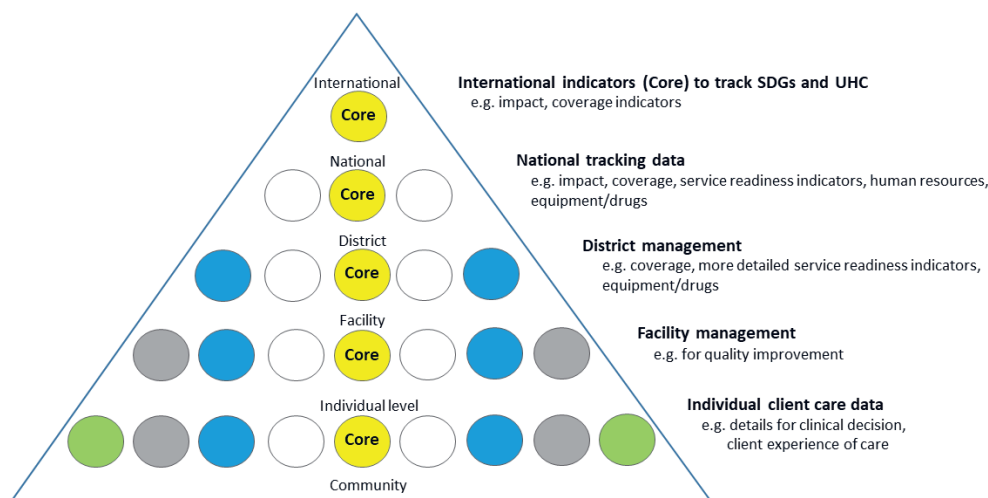 International
Core
International indicators (Core) to track SDGs and UHC
e.g. impact, coverage indicators
National
Core
National tracking data
e.g. impact, coverage, service readiness indicators, human resources,
equipment/drugs
District
Core
District management
e.g. coverage, more detailed service readiness indicators,
equipment/drugs
Facility
Core
Facility management
e.g. for quality improvement
Individual level
Core
Individual client care data
e.g. details for clinical decision,
client experience of care
Community